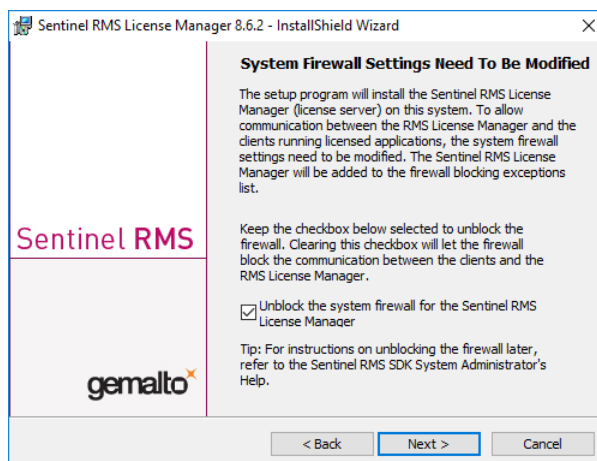 Sentinel RMS License Manager 8.6.2 - InstallShield Wizard
System Firewall Settings Need To Be Modified
The setup program will install the Sentinel RMS License
Manager (license server) on this system. To allow
communication between the RMS License Manager and the
clients running licensed applications, the system firewall
settings need to be modified. The Sentinel RMS License
Manager will be added to the firewall blocking exceptions
list.
Sentinel RMS
Keep the checkbox below selected to unblock the
firewall. Clearing this checkbox will let the firewall
block the communication between the clients and the
RMS License Manager.
Unblock the system firewall for the Sentinel RMS
License Manager
Tip: For instructions on unblocking the firewall later,
refer to the Sentinel RMS SDK System Administrator's
Help.
gemalto
< Back
Next >
Cancel